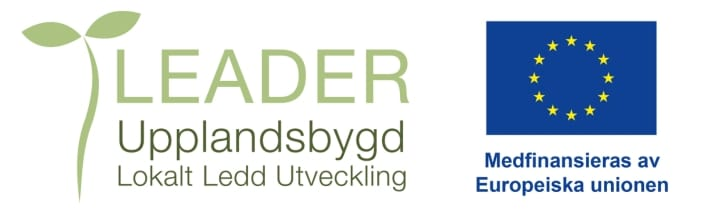 LEADER
Upplandsbygd
Lokalt Ledd Utveckling
Medfinansieras av
Europeiska unionen